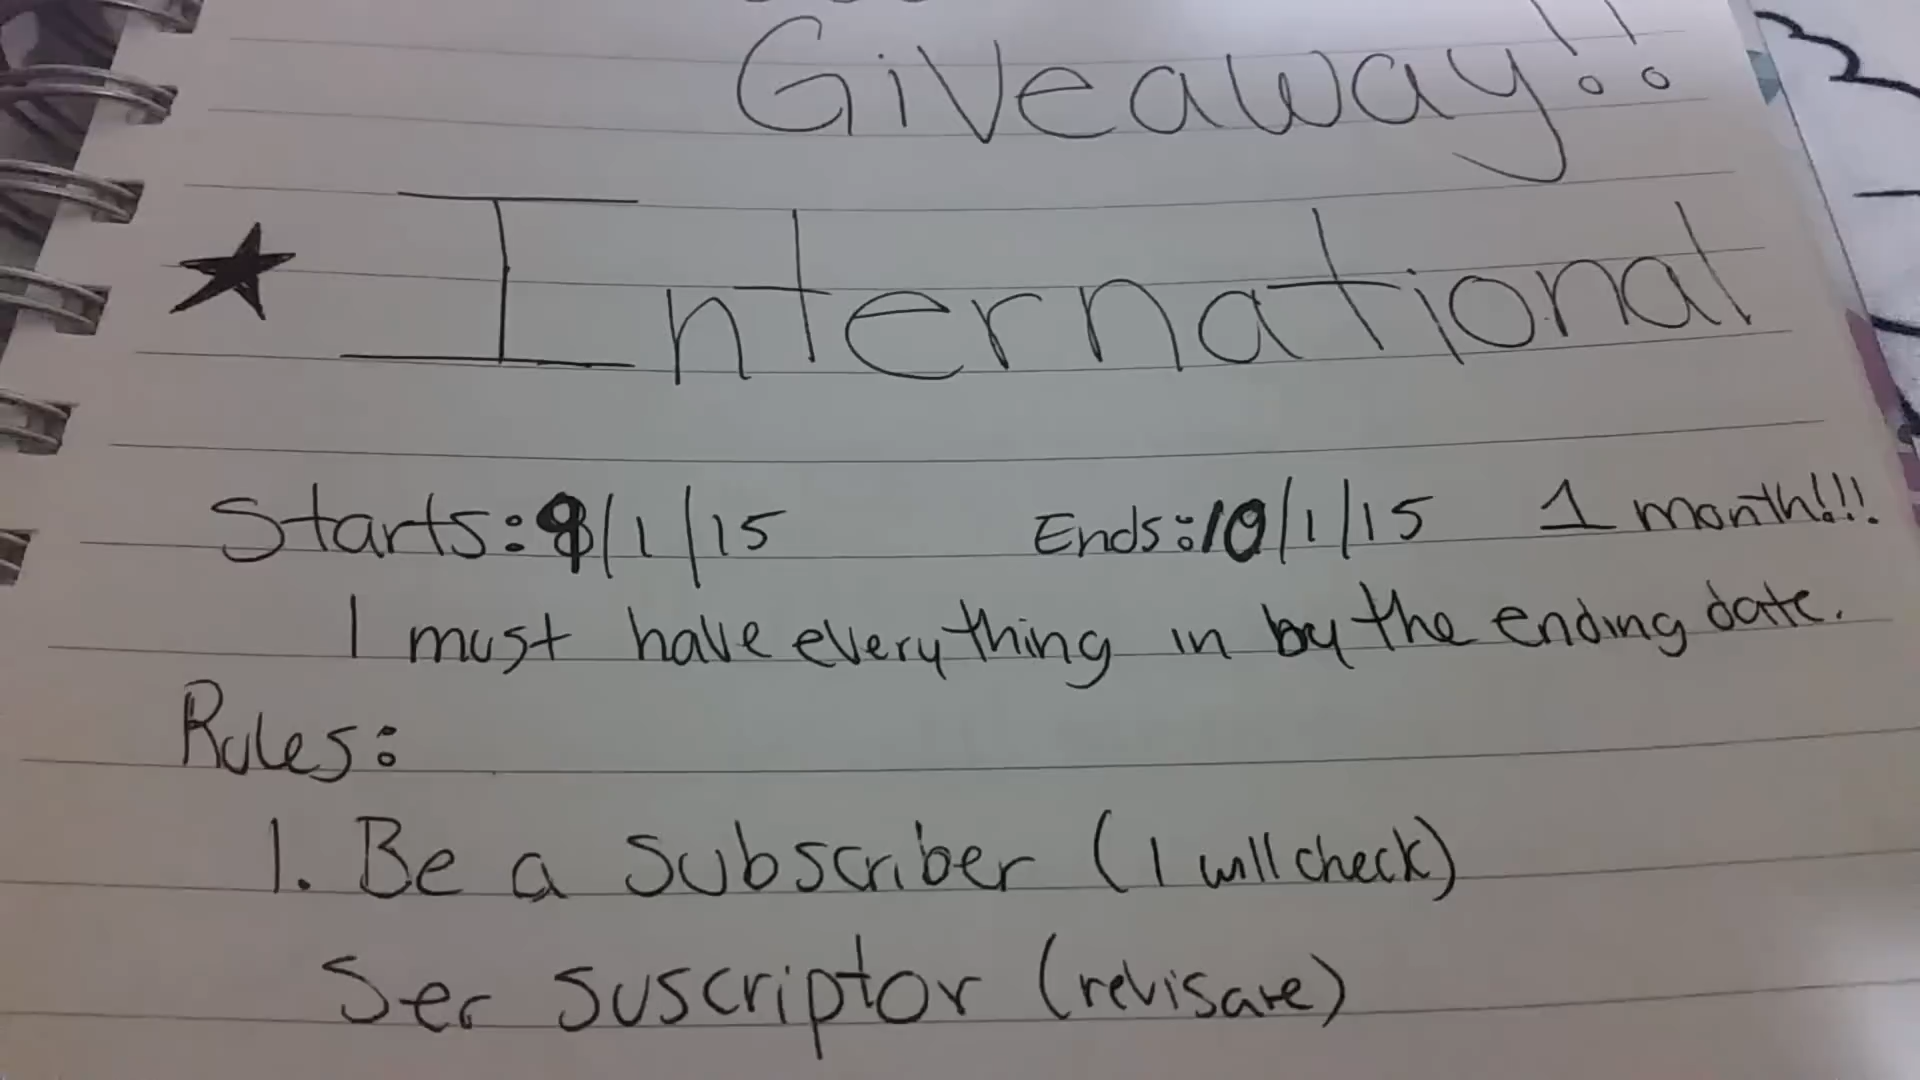 Giveaway!!
★ International
Starts: 9/1/15 Ends: 10/1/15 1 month!!!
I must have everything in by the ending date.
Rules:
1. Be a subscriber (I will check)
Ser suscriptor (revisare)